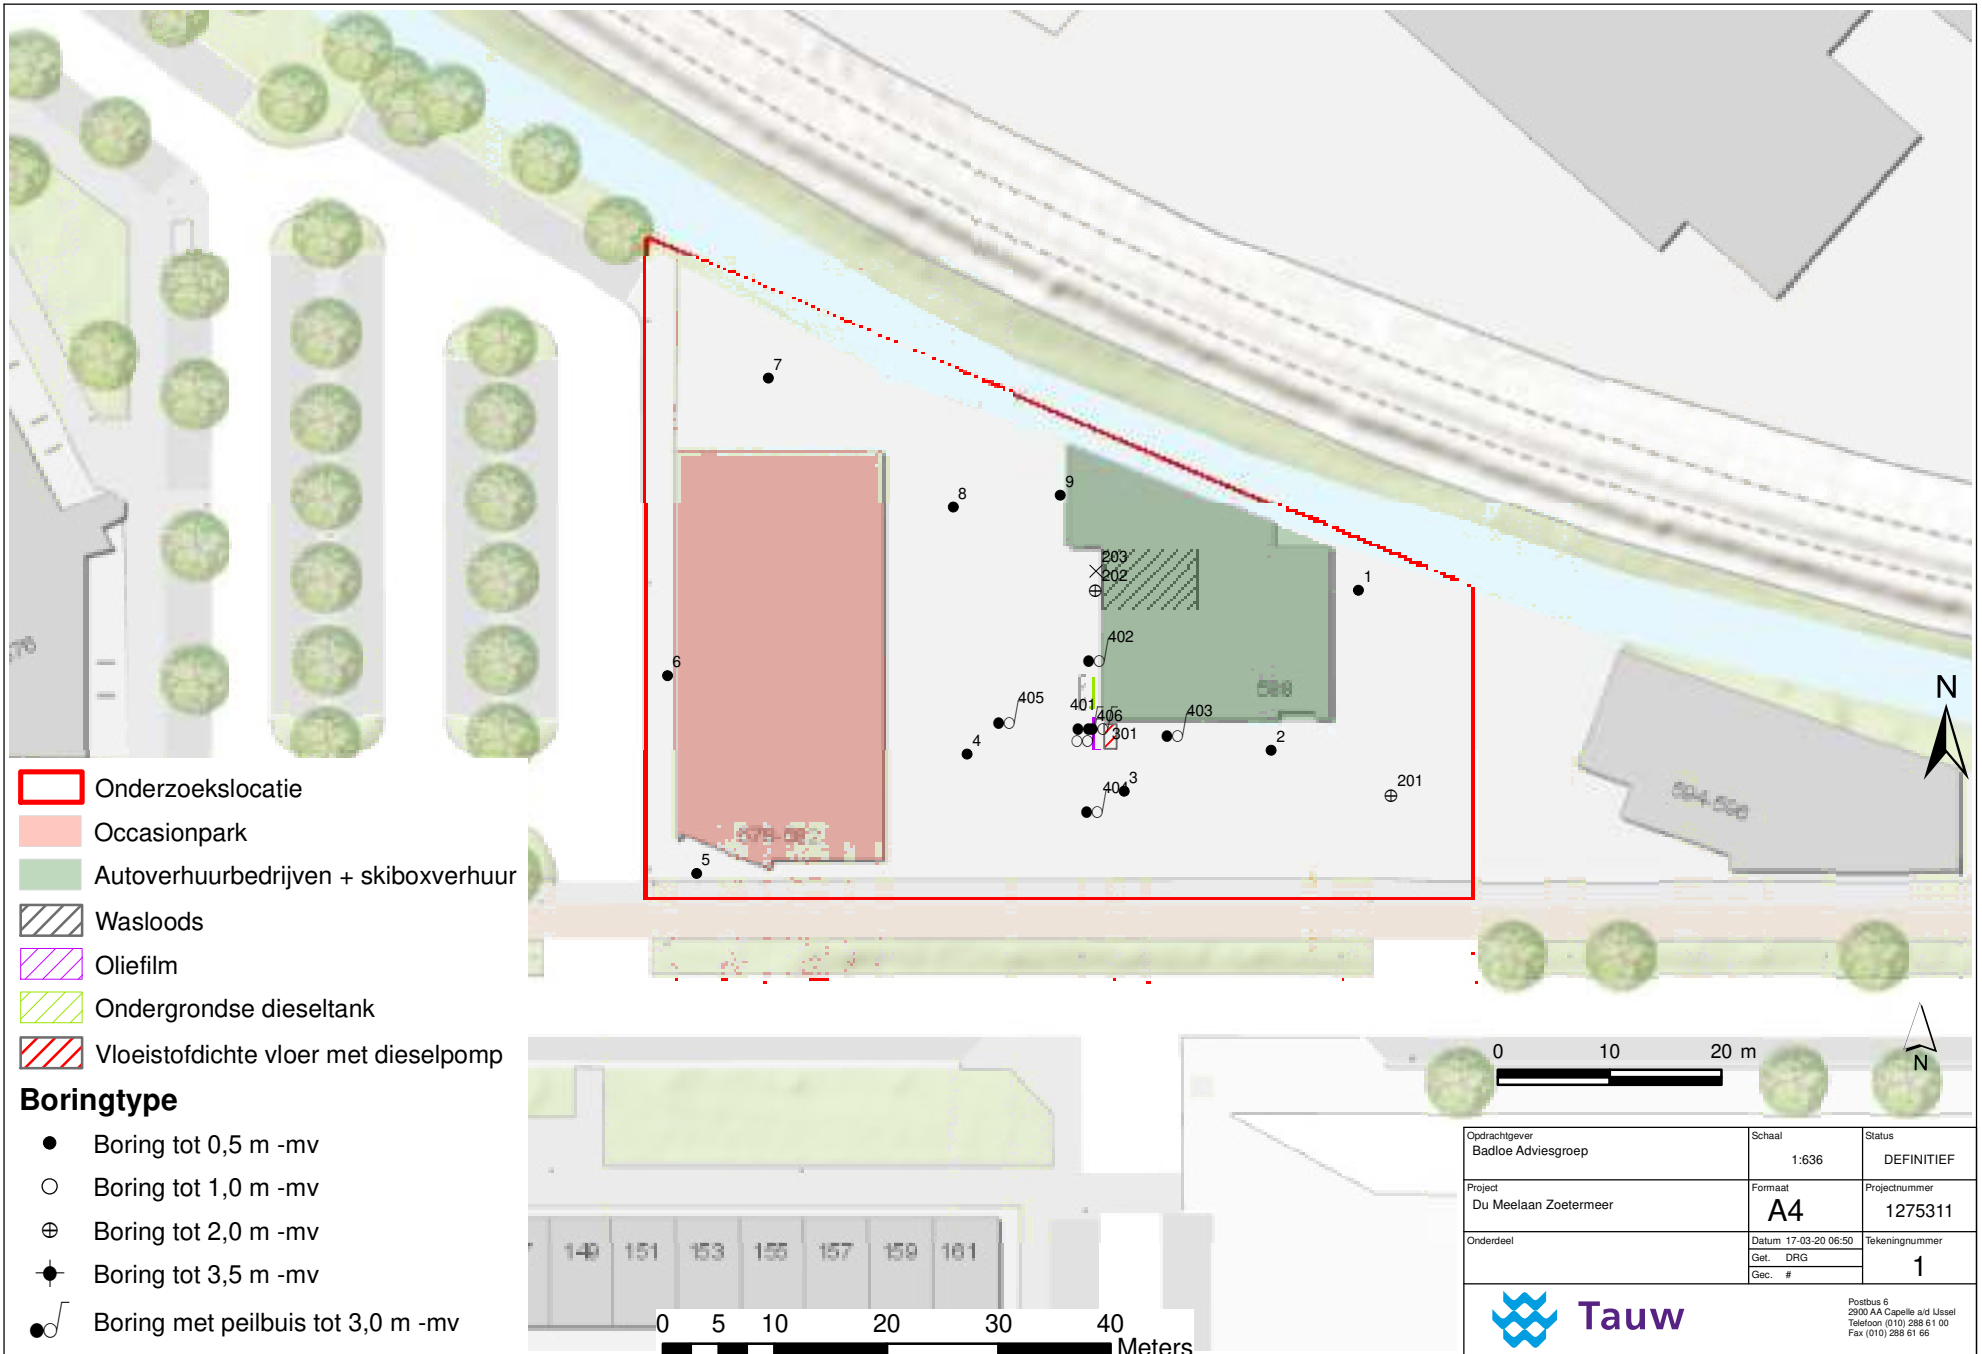 7
8
9
203
202
1
402
6
588
405
401
406
403
301
4
2
3
404
201
5
594-596
N
Onderzoekslocatie
Occasionpark
Autoverhuurbedrijven + skiboxverhuur
Wasloods
Oliefilm
Ondergrondse dieseltank
Vloeistofdichte vloer met dieselpomp
Boringtype
Boring tot 0,5 m -mv
Boring tot 1,0 m -mv
Boring tot 2,0 m -mv
Boring tot 3,5 m -mv
Boring met peilbuis tot 3,0 m -mv
149 151 153 155 157 159 161
0 5 10 20 30 40
Meters
0 10 20 m
N
Opdrachtgever
Badloe Adviesgroep
Schaal
1:636
Status
DEFINITIEF
Project
Du Meelaan Zoetermeer
Formaat
A4
Projectnummer
1275311
Onderdeel
Datum 17-03-20 06:50
Get. DRG
Gec. #
Tekeningnummer
1
Tauw
Postbus 6
2900 AA Capelle a/d IJssel
Telefoon (010) 288 61 00
Fax (010) 288 61 66